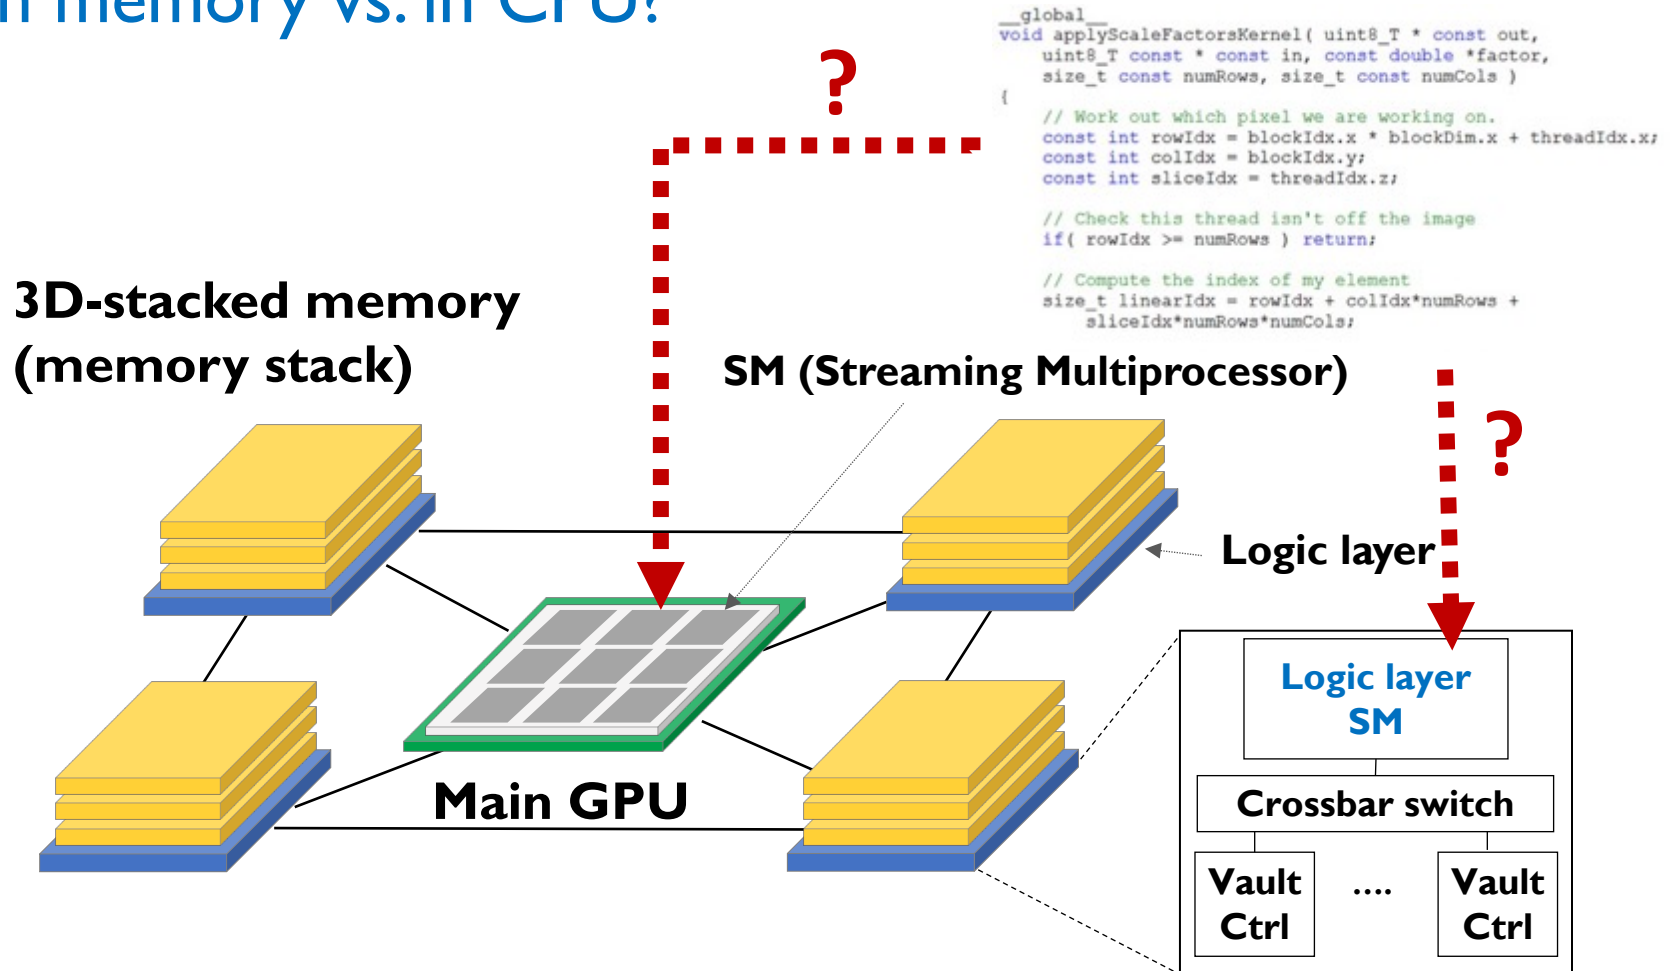 in memory vs. in CPU?
?
__global__
void applyScaleFactorsKernel( uint8_T * const out,
uint8_T const * const in, const double *factor,
size_t const numRows, size_t const numCols )
{
// Work out which pixel we are working on.
const int rowIdx = blockIdx.x * blockDim.x + threadIdx.x;
const int colIdx = blockIdx.y;
const int sliceIdx = threadIdx.z;
// Check this thread isn't off the image
if( rowIdx >= numRows ) return;
// Compute the index of my element
size_t linearIdx = rowIdx + colIdx*numRows +
sliceIdx*numRows*numCols;
3D-stacked memory
(memory stack)
SM (Streaming Multiprocessor)
?
Logic layer
Main GPU
Logic layer
SM
Crossbar switch
Vault
Ctrl
....
Vault
Ctrl